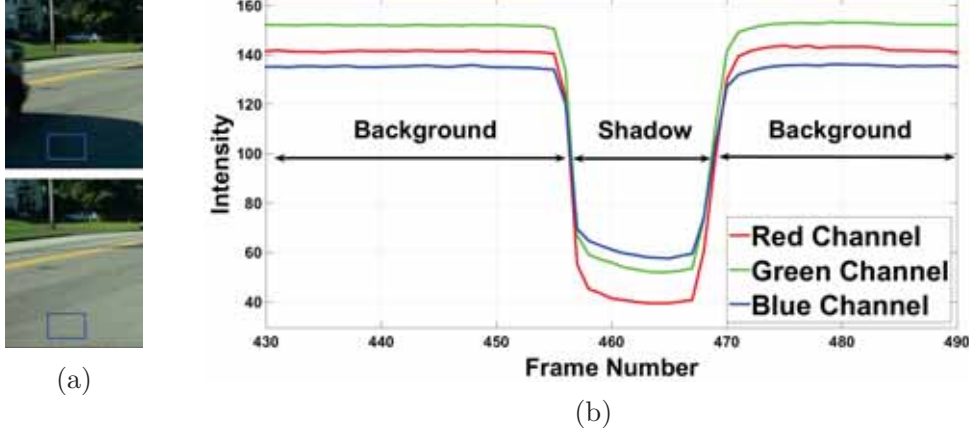 160
140
120
100
80
60
40
Intensity
Background
Shadow
Background
Red Channel
Green Channel
Blue Channel
430
440
450
460
470
480
490
Frame Number
(a)
(b)